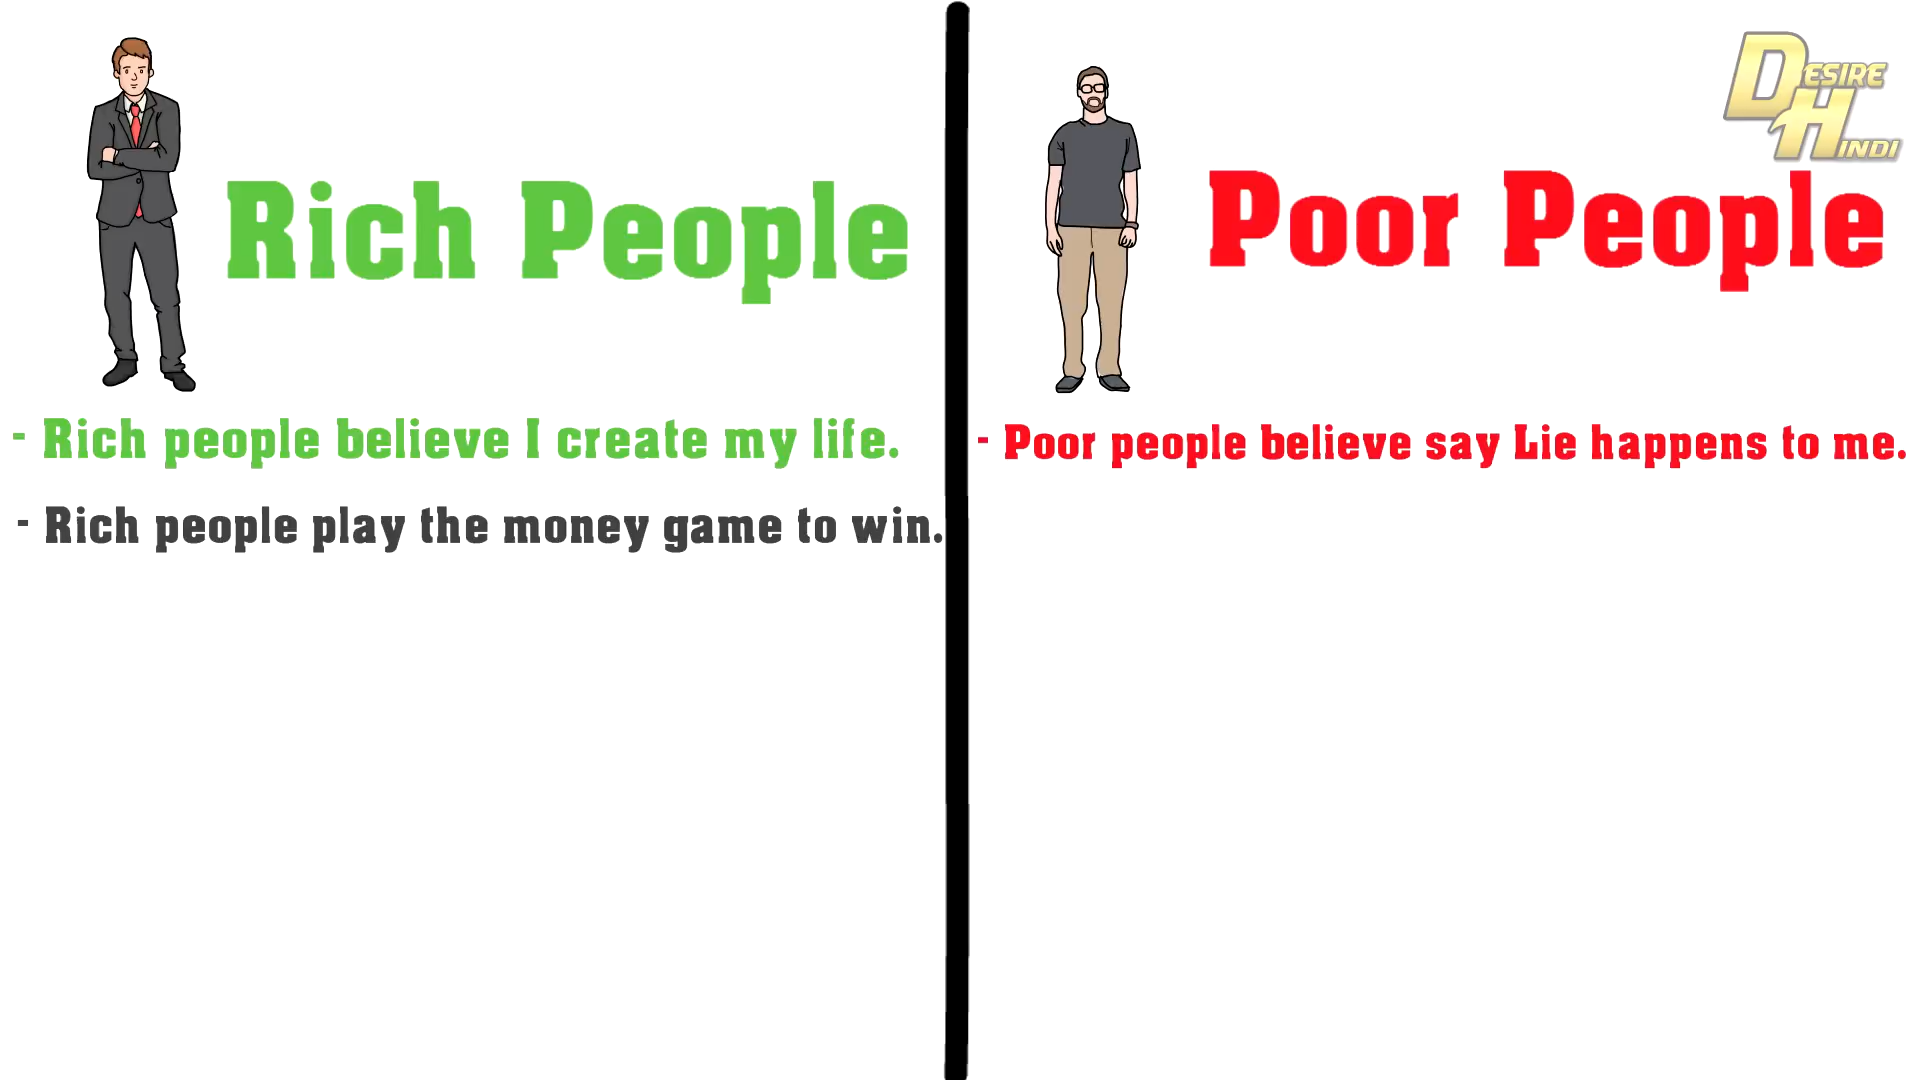 Rich People
- Rich people believe I create my life.
- Rich people play the money game to win.
DESIRE
HINDI
Poor People
- Poor people believe say Lie happens to me.